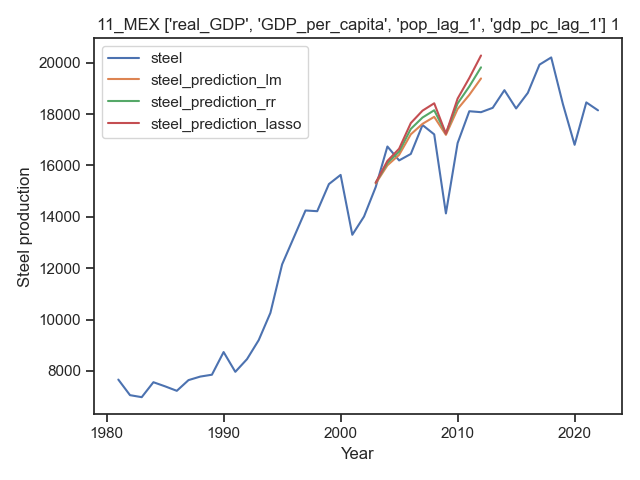 11_MEX ['real_GDP', 'GDP_per_capita', 'pop_lag_1', 'gdp_pc_lag_1'] 1
steel
steel_prediction_lm
steel_prediction_rr
steel_prediction_lasso
Steel production
20000
18000
16000
14000
12000
10000
8000
1980 1990 2000 2010 2020
Year